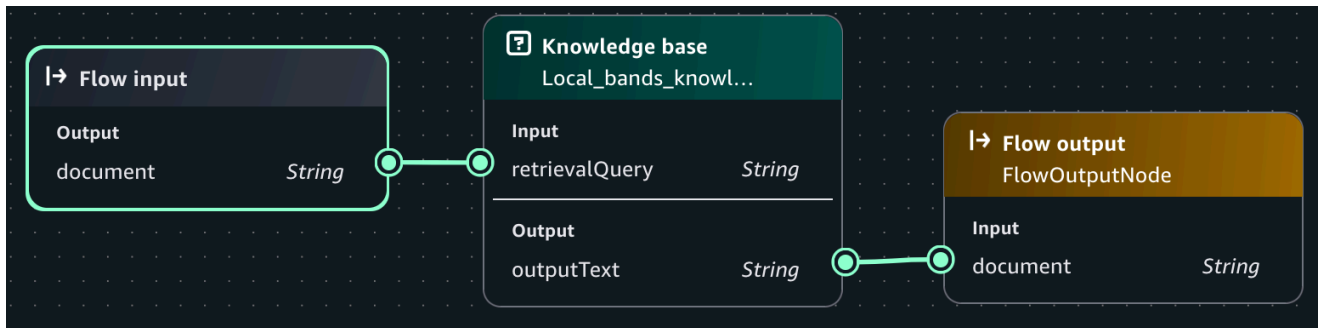 Flow input
Output
document String
Knowledge base
Local_bands_knowl...
Input
retrievalQuery String
Output
outputText String
Flow output
FlowOutputNode
Input
document String